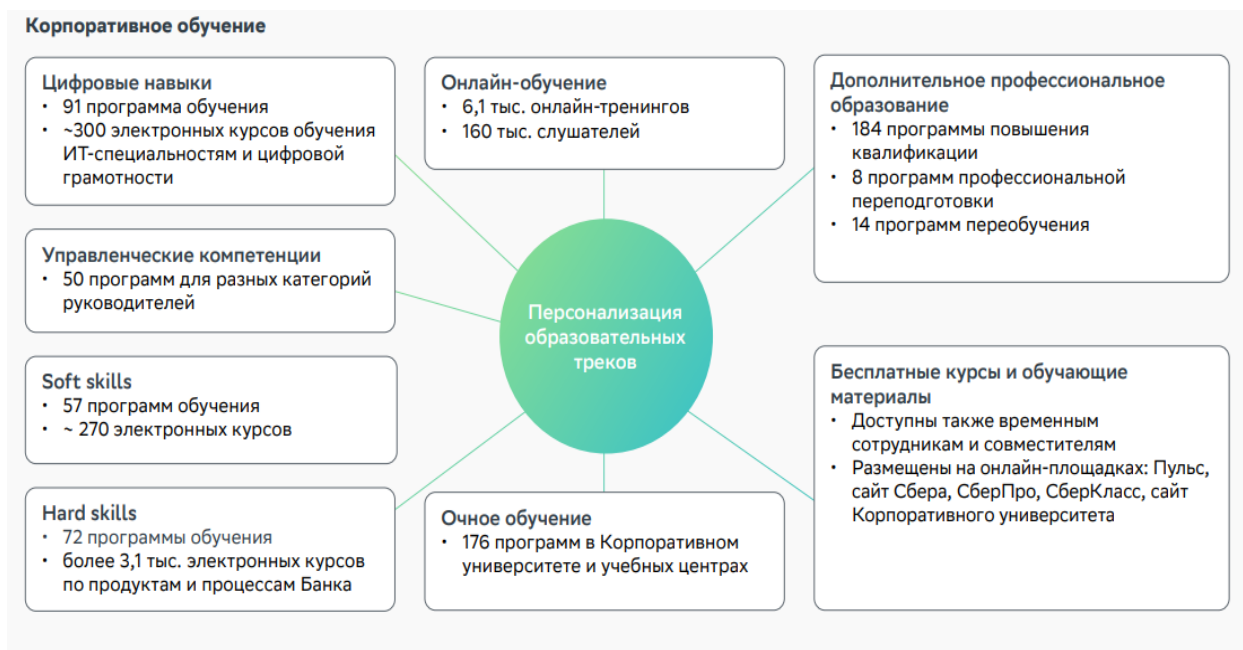 Корпоративное обучение
Цифровые навыки
• 91 программа обучения
• ~300 электронных курсов обучения
ИТ-специальностям и цифровой
грамотности
Управленческие компетенции
• 50 программ для разных категорий
руководителей
Soft skills
• 57 программ обучения
• ~ 270 электронных курсов
Hard skills
• 72 программы обучения
• более 3,1 тыс. электронных курсов
по продуктам и процессам Банка
Онлайн-обучение
• 6,1 тыс. онлайн-тренингов
• 160 тыс. слушателей
Персонализация
образовательных
треков
Очное обучение
• 176 программ в Корпоративном
университете и учебных центрах
Дополнительное профессиональное
образование
• 184 программы повышения
квалификации
• 8 программ профессиональной
переподготовки
• 14 программ переобучения
Бесплатные курсы и обучающие
материалы
• Доступны также временным
сотрудникам и совместителям
• Размещены на онлайн-площадках: Пульс,
сайт Сбера, СберПро, СберКласс, сайт
Корпоративного университета